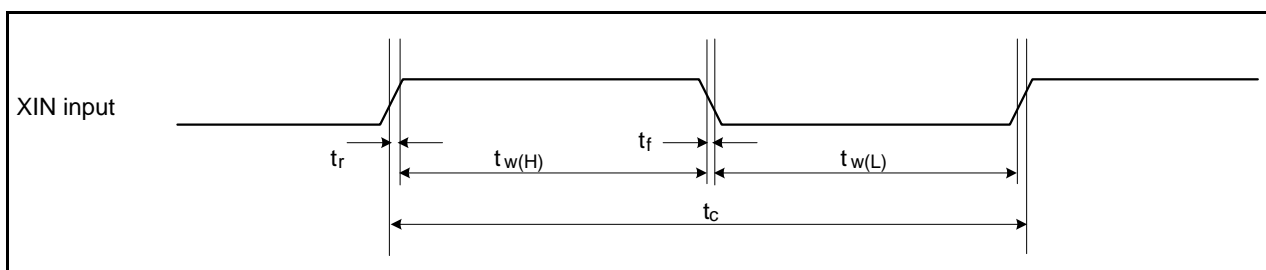 XIN input
tr
tw(H)
tf
tw(L)
tc